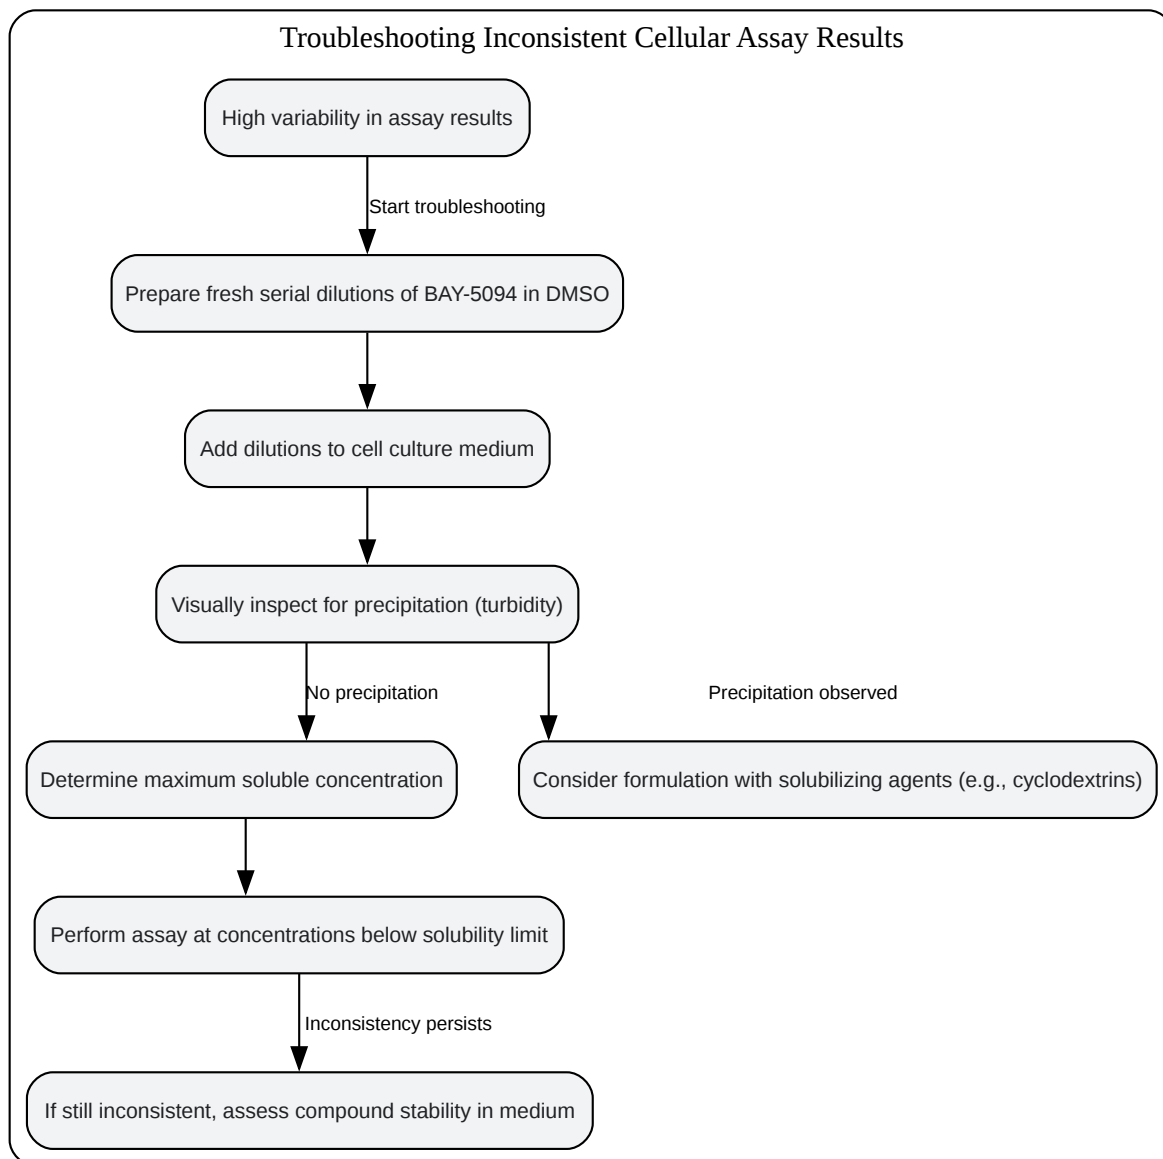 Troubleshooting Inconsistent Cellular Assay Results
High variability in assay results
Start troubleshooting
Prepare fresh serial dilutions of BAY-5094 in DMSO
Add dilutions to cell culture medium
Visually inspect for precipitation (turbidity)
No precipitation
Precipitation observed
Determine maximum soluble concentration
Consider formulation with solubilizing agents (e.g., cyclodextrins)
Perform assay at concentrations below solubility limit
Inconsistency persists
If still inconsistent, assess compound stability in medium